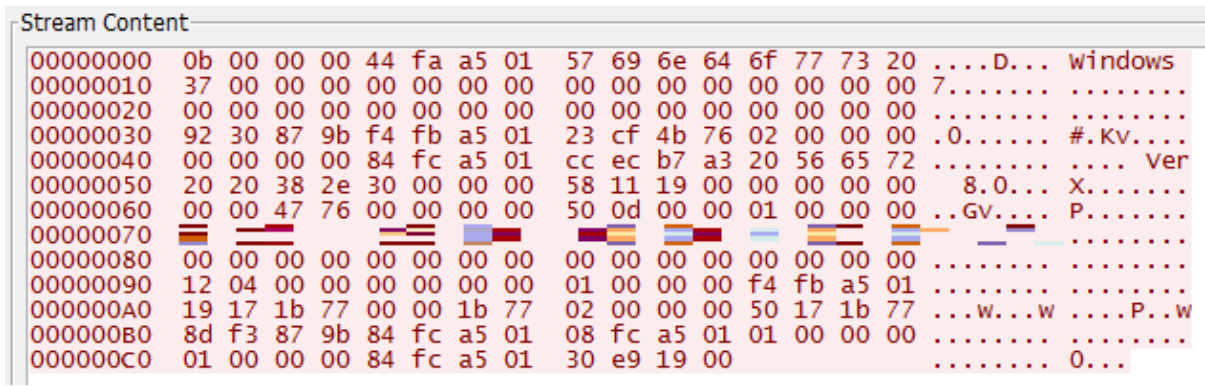 Stream Content
00000000 0b 00 00 00 44 fa a5 01 57 69 6e 64 6f 77 73 20 ....D... Windows
00000010 37 00 00 00 00 00 00 00 00 00 00 00 00 00 00 00 7....... ........
00000020 00 00 00 00 00 00 00 00 00 00 00 00 00 00 00 00 ........ ........
00000030 92 30 87 9b f4 fb a5 01 23 cf 4b 76 02 00 00 00 .0...... #.Kv....
00000040 00 00 00 00 84 fc a5 01 cc ec b7 a3 20 56 65 72 ........ .... Ver
00000050 20 20 38 2e 30 00 00 00 58 11 19 00 00 00 00 00 8.0... X.......
00000060 00 00 47 76 00 00 00 00 50 0d 00 00 01 00 00 00 ..Gv.... P.......
00000070 ........
00000080 00 00 00 00 00 00 00 00 00 00 00 00 00 00 00 00 ........ ........
00000090 12 04 00 00 00 00 00 00 01 00 00 00 f4 fb a5 01 ........ ........
000000A0 19 17 1b 77 00 00 1b 77 02 00 00 00 50 17 1b 77 ...w...w ....P..w
000000B0 8d f3 87 9b 84 fc a5 01 08 fc a5 01 01 00 00 00 ........ ........
000000C0 01 00 00 00 84 fc a5 01 30 e9 19 00 ........ 0...